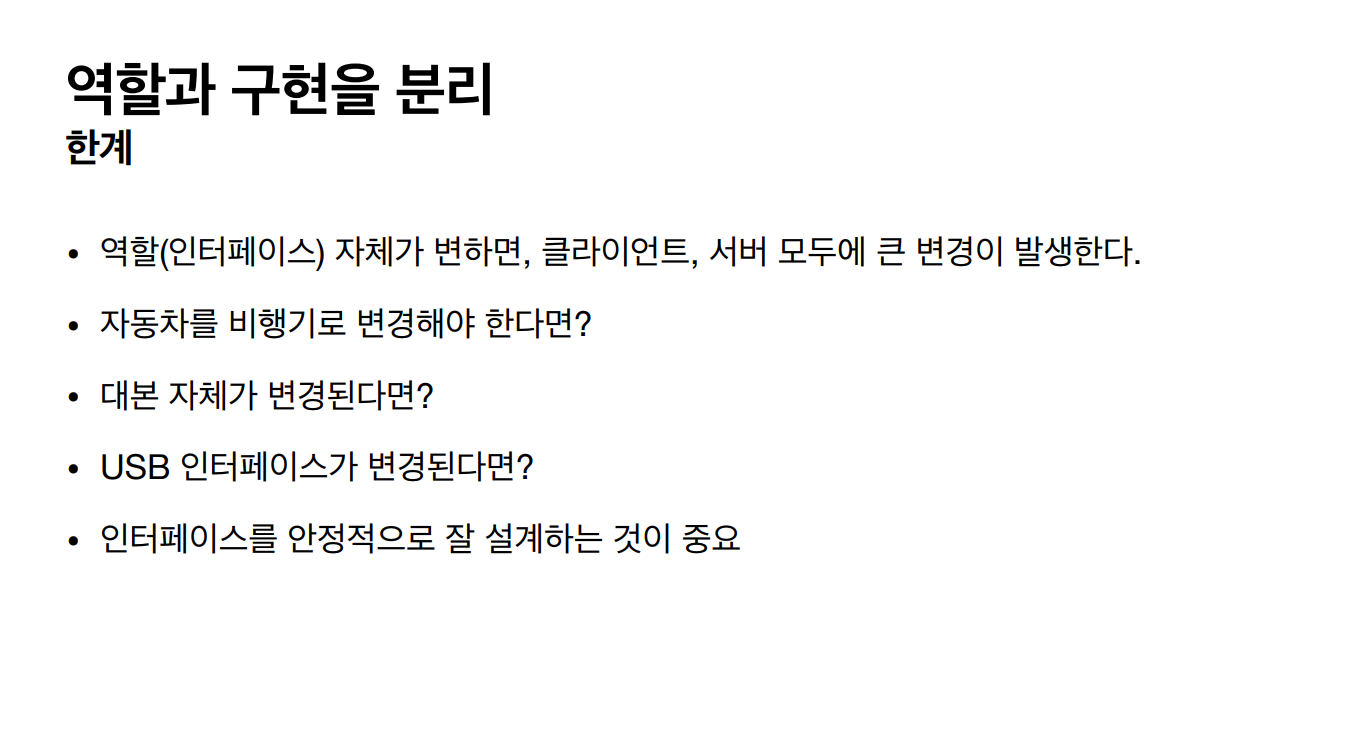 역할과 구현을 분리
한계
• 역할(인터페이스) 자체가 변하면, 클라이언트, 서버 모두에 큰 변경이 발생한다.
• 자동차를 비행기로 변경해야 한다면?
• 대본 자체가 변경된다면?
• USB 인터페이스가 변경된다면?
• 인터페이스를 안정적으로 잘 설계하는 것이 중요